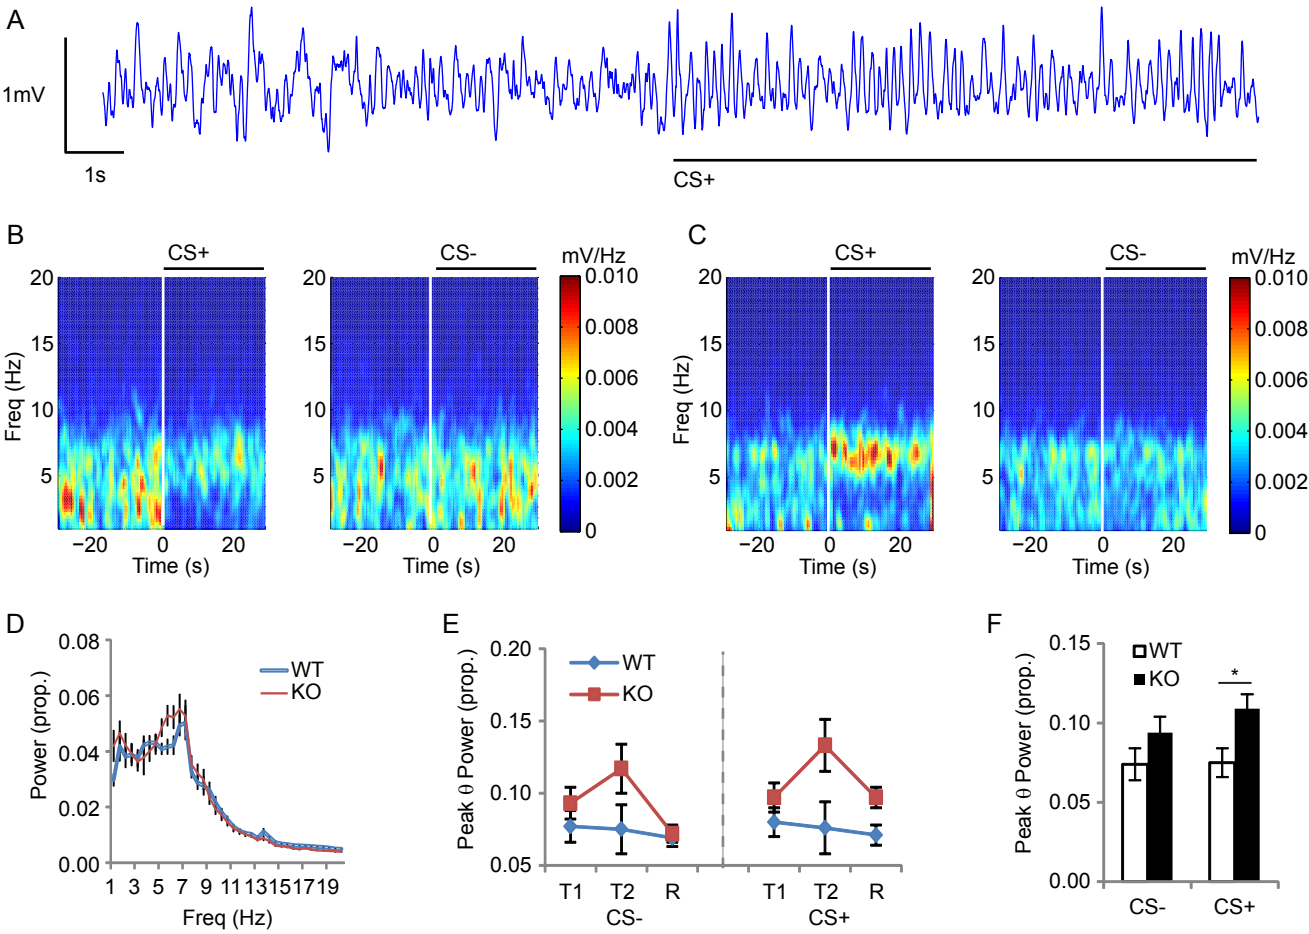 A
1mV
1s
CS+
B
CS+
CS-
mV/Hz
20
15
10
5
Freq (Hz)
−20
0
20
Time (s)
20
15
10
5
−20
0
20
Time (s)
0.010
0.008
0.006
0.004
0.002
0
C
CS+
CS-
mV/Hz
20
15
10
5
Freq (Hz)
−20
0
20
Time (s)
20
15
10
5
−20
0
20
Time (s)
0.010
0.008
0.006
0.004
0.002
0
D
0.08
0.06
0.04
0.02
0.00
Power (prop.)
WT
KO
1 3 5 7 9 11 13 15 17 19
Freq (Hz)
E
0.20
0.15
0.10
0.05
Peak θ Power (prop.)
WT
KO
T1 T2 R T1 T2 R
CS- CS+
F
0.15
0.10
0.05
0.00
Peak θ Power (prop.)
WT
KO
*
CS- CS+